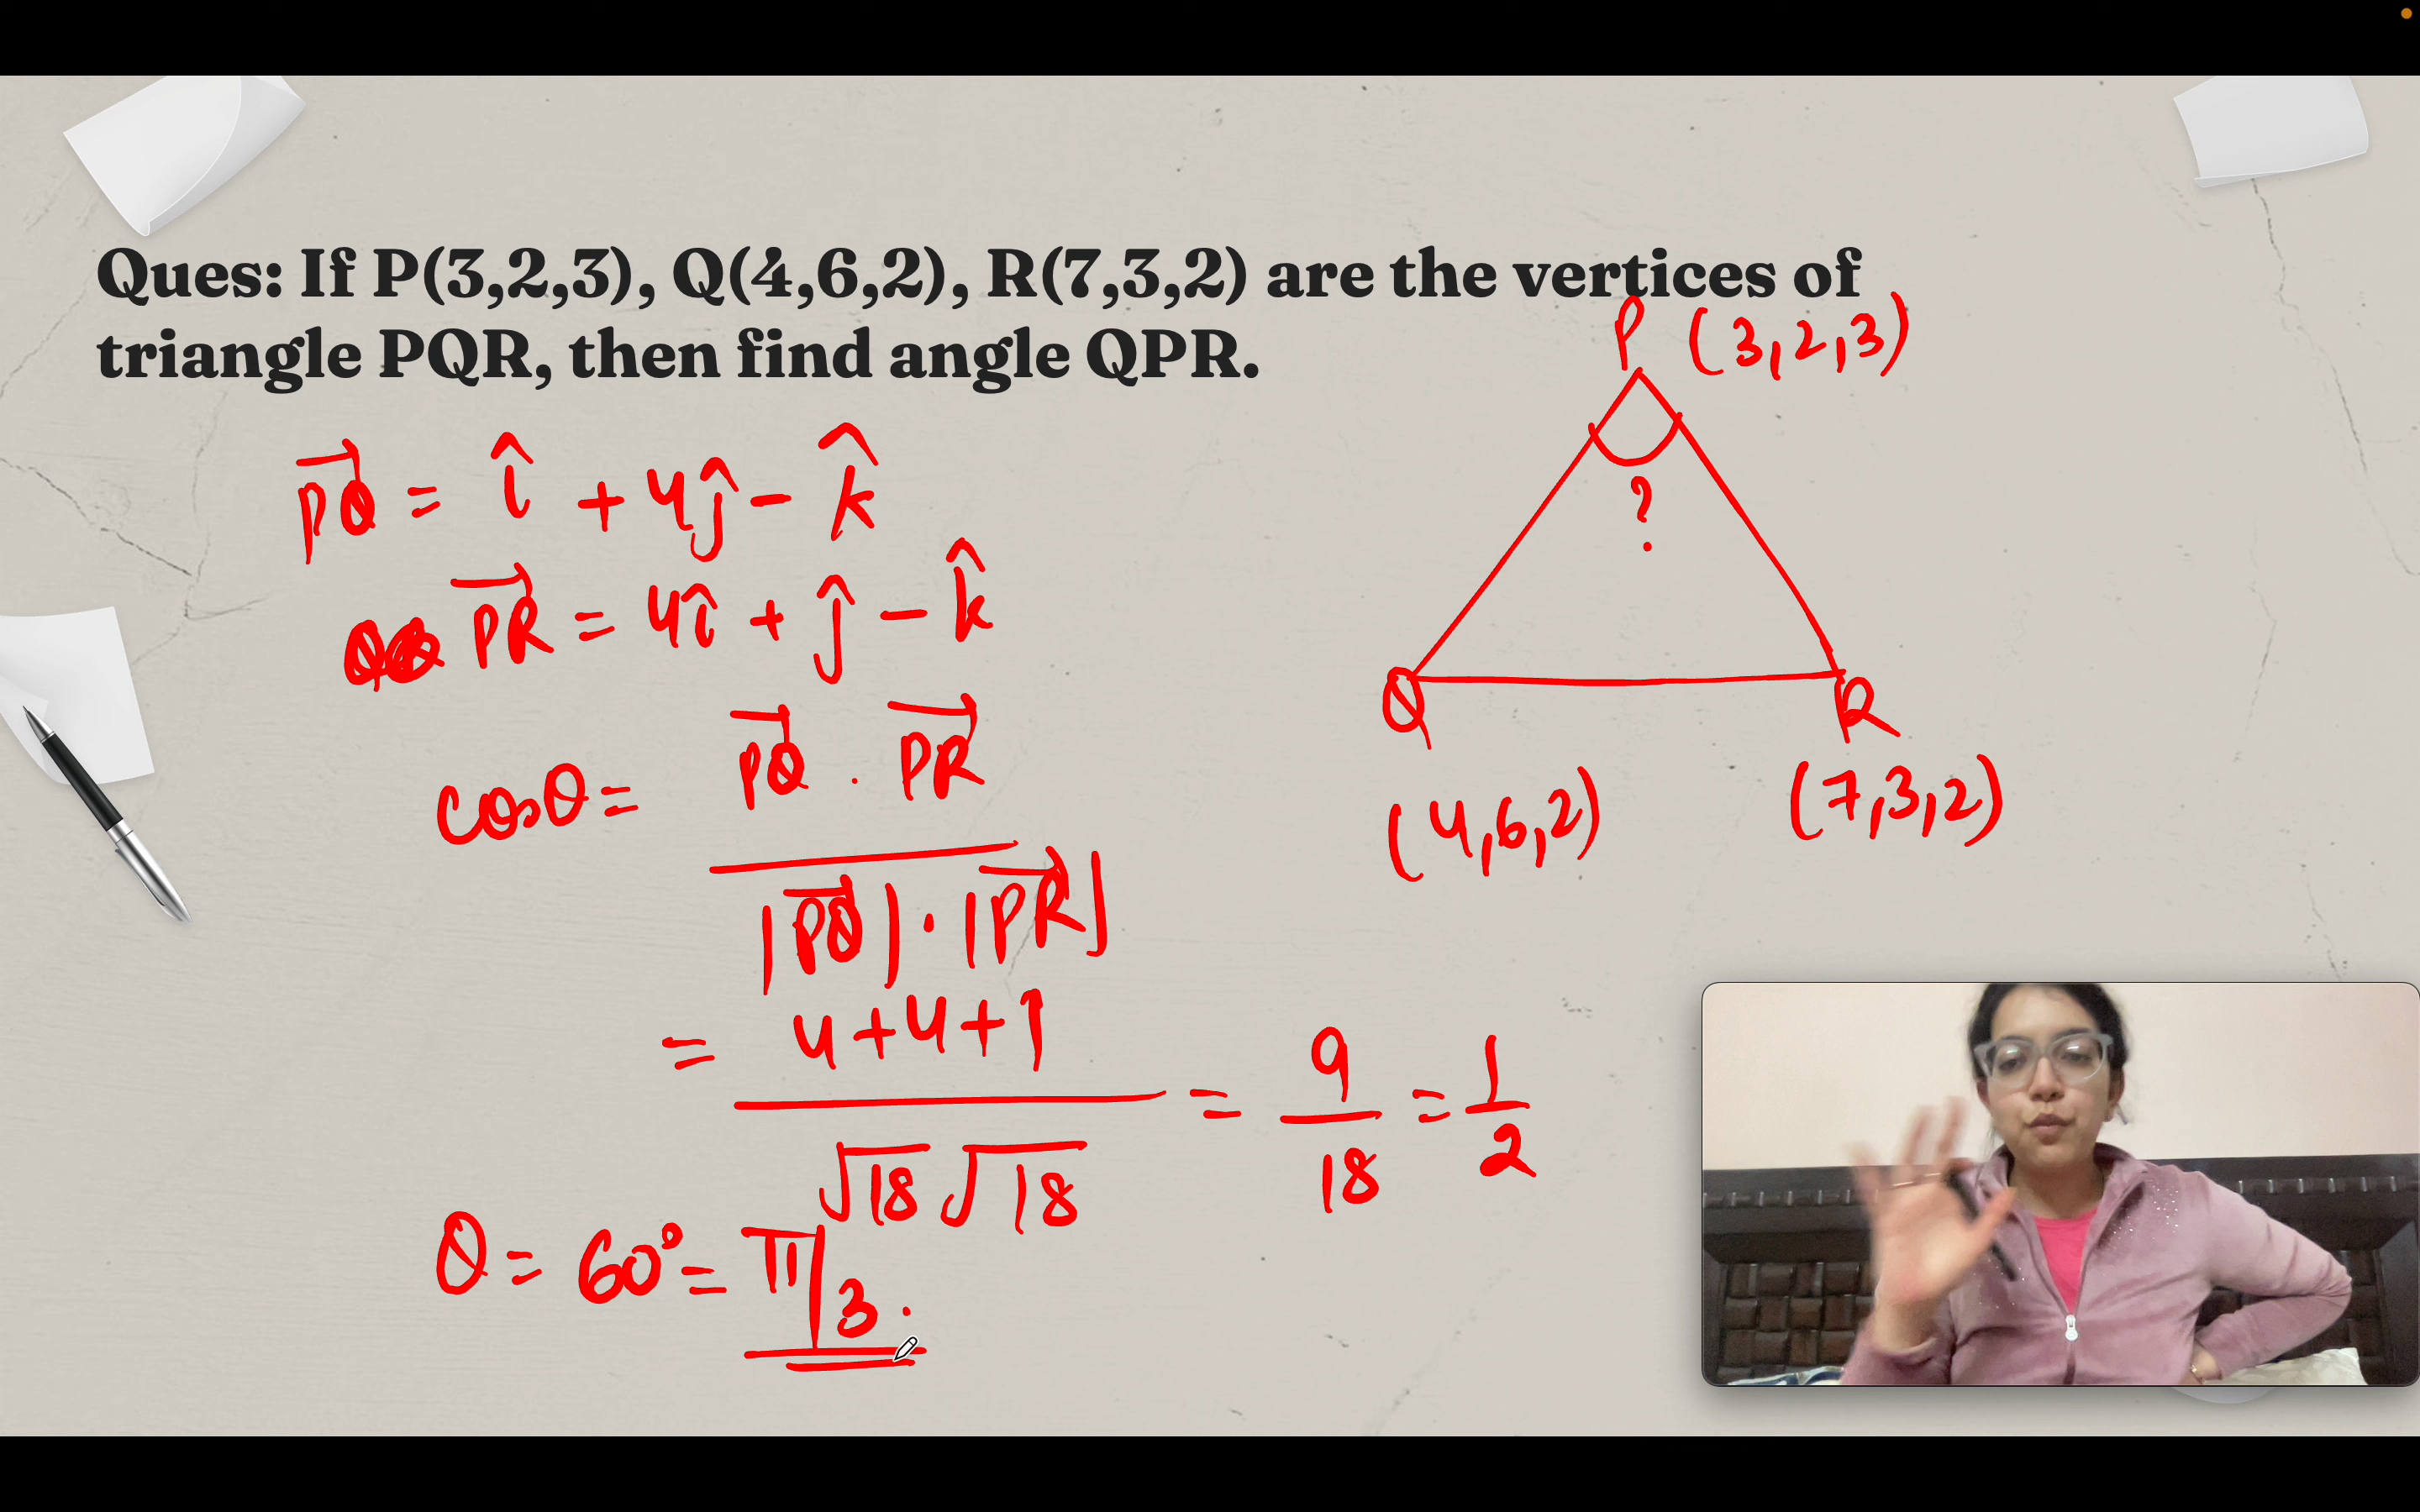 Ques: If P(3,2,3), Q(4,6,2), R(7,3,2) are the vertices of
triangle PQR, then find angle QPR.
P (3,2,3)
?
Q
R
(4,6,2)
(7,3,2)
→PQ = î + 4ĵ - k̂
→PR = 4î + ĵ - k̂
cosθ = →PQ . →PR
|→PQ| · |→PR|
= 4+4+1
√18 √18
= 9/18 = 1/2
θ = 60° = π/3.